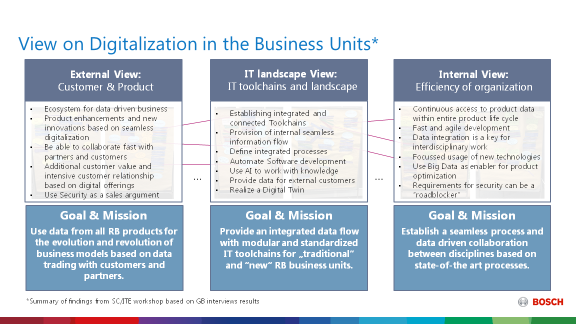 View on Digitalization in the Business Units*
External View:
Customer & Product
• Ecosystem for data driven business
• Product enhancements and new
innovations based on seamless
digitalization
• Be able to collaborate fast with
partners and customers
• Additional customer value and
intensive customer relationship
based on digital offerings
• Use Security as a sales argument
Goal & Mission
Use data from all RB products for
the evolution and revolution of
business models based on data
trading with customers and
partners.
...
IT landscape View:
IT toolchains and landscape
• Establishing integrated and
connected Toolchains
• Provision of internal seamless
information flow
• Define integrated processes
• Automate Software development
• Use AI to work with knowledge
• Provide data for external customers
• Realize a Digital Twin
Goal & Mission
Provide an integrated data flow
with modular and standardized
IT toolchains for „traditional“
and “new” RB business units.
...
Internal View:
Efficiency of organization
• Continuous access to product data
within entire product life cycle
• Fast and agile development
• Data integration is a key for
interdisciplinary work
• Focussed usage of new technologies
• Use Big Data as enabler for product
optimization
• Requirements for security can be a
“roadblocker”
Goal & Mission
Establish a seamless process and
data driven collaboration
between disciplines based on
state-of-the art processes.
*Summary of findings from SC/ITE workshop based on GB interviews results
BOSCH